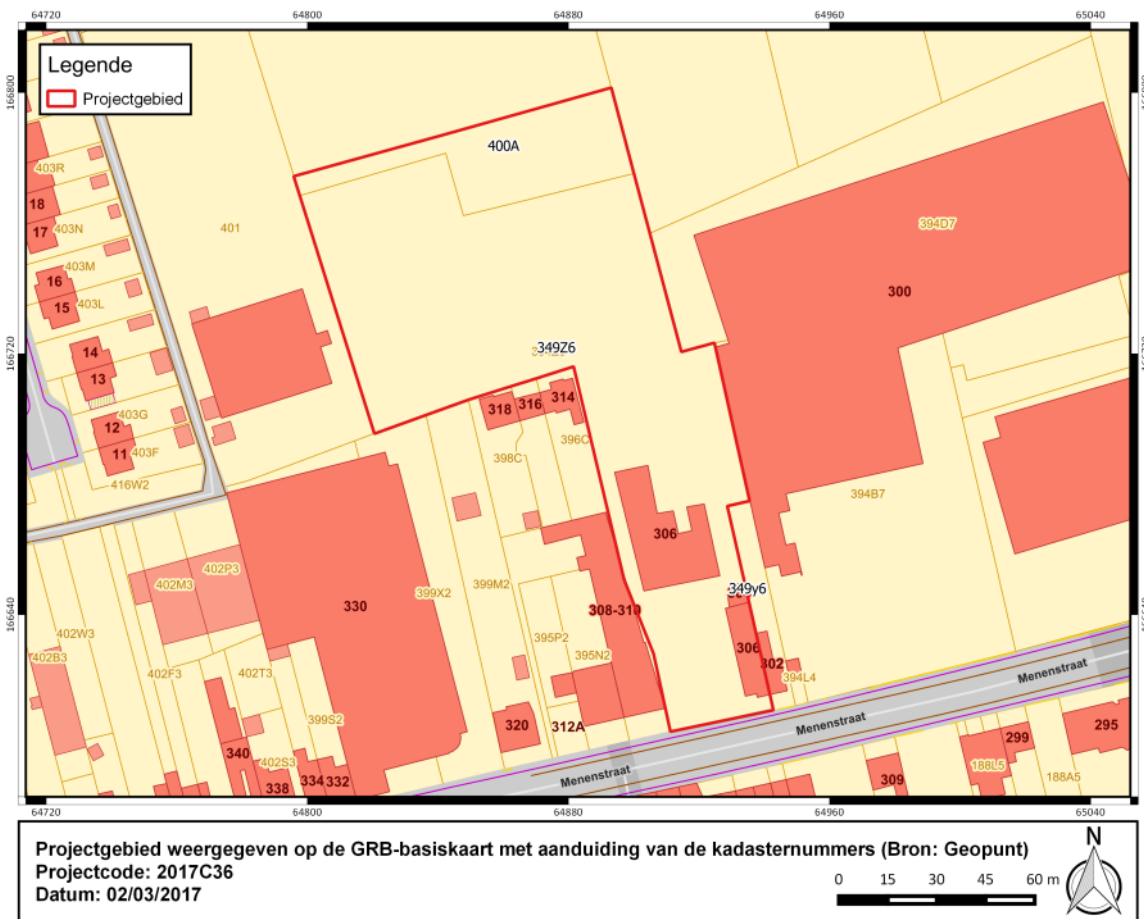 64720 64800 64880 64960 65040
Legende
Projectgebied
166800
400A
403R
18
403N
17
401
394D7
403M
16
403L
15
300
166720
349Z6
14
13
314
316
318
403G
12
403F
11
396C
398C
416W2
394B7
306
402P3
402M3
399X2
399M2
349y6
330
308-310
166640
395P2
402W3
395N2
306
402B3
302
402F3
402T3
394L4
Menenstraat
399S2
320
312A
Menenstraat
295
299
340
402S3
334
332
338
Menenstraat
309
188L5
188A5
64720 64800 64880 64960 65040
Projectgebied weergegeven op de GRB-basiskaart met aanduiding van de kadasternummers (Bron: Geopunt)
Projectcode: 2017C36
Datum: 02/03/2017
N
0 15 30 45 60 m